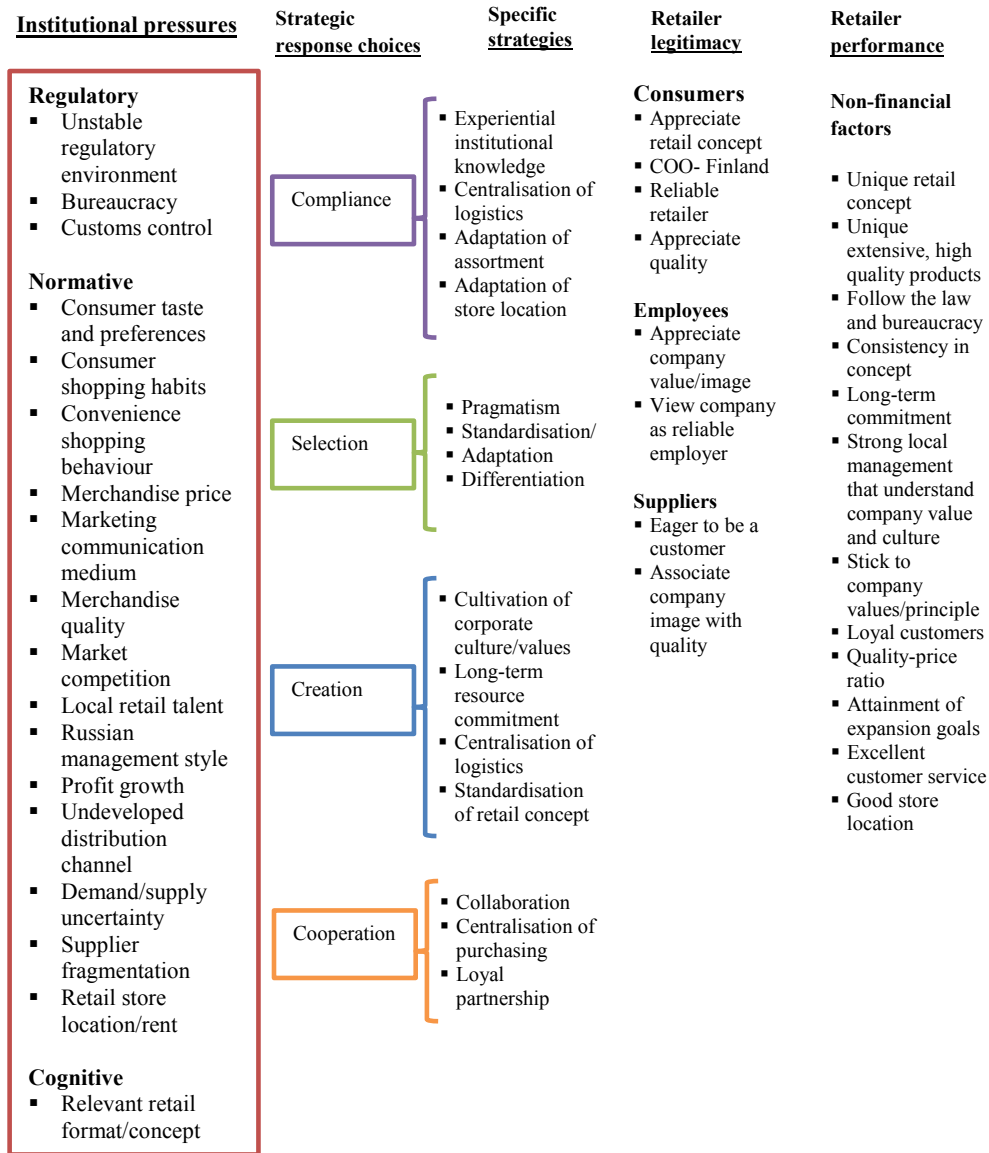 Institutional pressures
Regulatory
▪ Unstable
regulatory
environment
▪ Bureaucracy
▪ Customs control
Normative
▪ Consumer taste
and preferences
▪ Consumer
shopping habits
▪ Convenience
shopping
behaviour
▪ Merchandise price
▪ Marketing
communication
medium
▪ Merchandise
quality
▪ Market
competition
▪ Local retail talent
▪ Russian
management style
▪ Profit growth
▪ Undeveloped
distribution
channel
▪ Demand/supply
uncertainty
▪ Supplier
fragmentation
▪ Retail store
location/rent
Cognitive
▪ Relevant retail
format/concept
Strategic
response choices
Compliance
Selection
Creation
Cooperation
Specific
strategies
▪ Experiential
institutional
knowledge
▪ Centralisation of
logistics
▪ Adaptation of
assortment
▪ Adaptation of
store location
▪ Pragmatism
▪ Standardisation/
▪ Adaptation
▪ Differentiation
▪ Cultivation of
corporate
culture/values
▪ Long-term
resource
commitment
▪ Centralisation of
logistics
▪ Standardisation
of retail concept
▪ Collaboration
▪ Centralisation of
purchasing
▪ Loyal
partnership
Retailer
legitimacy
Consumers
▪ Appreciate
retail concept
▪ COO- Finland
▪ Reliable
retailer
▪ Appreciate
quality
Employees
▪ Appreciate
company
value/image
▪ View company
as reliable
employer
Suppliers
▪ Eager to be a
customer
▪ Associate
company
image with
quality
Retailer
performance
Non-financial
factors
▪ Unique retail
concept
▪ Unique
extensive, high
quality products
▪ Follow the law
and bureaucracy
▪ Consistency in
concept
▪ Long-term
commitment
▪ Strong local
management
that understand
company value
and culture
▪ Stick to
company
values/principle
▪ Loyal customers
▪ Quality-price
ratio
▪ Attainment of
expansion goals
▪ Excellent
customer service
▪ Good store
location